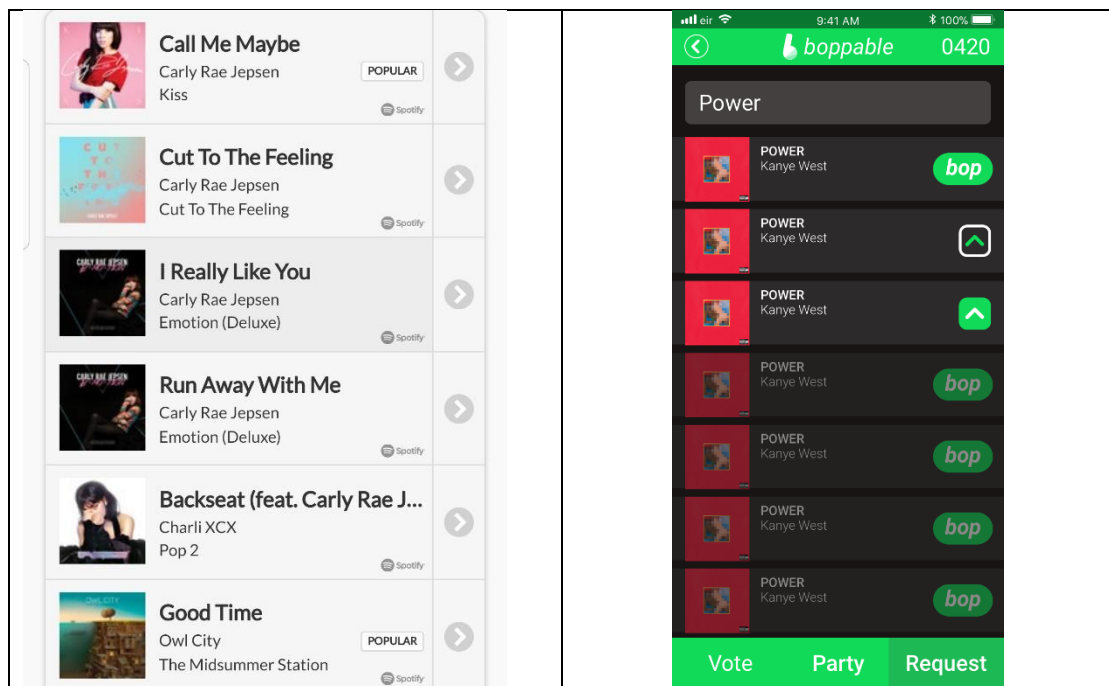 Call Me Maybe
Carly Rae Jepsen
POPULAR
Kiss
Spotify
Cut To The Feeling
Carly Rae Jepsen
Cut To The Feeling
Spotify
I Really Like You
Carly Rae Jepsen
Emotion (Deluxe)
Spotify
Run Away With Me
Carly Rae Jepsen
Emotion (Deluxe)
Spotify
Backseat (feat. Carly Rae J...
Charli XCX
Pop 2
Spotify
Good Time
Owl City
POPULAR
The Midsummer Station
Spotify
eir 9:41 AM 100%
boppable 0420
Power
POWER
Kanye West
bop
POWER
Kanye West
POWER
Kanye West
POWER
Kanye West
bop
POWER
Kanye West
bop
POWER
Kanye West
bop
POWER
Kanye West
bop
Vote Party Request